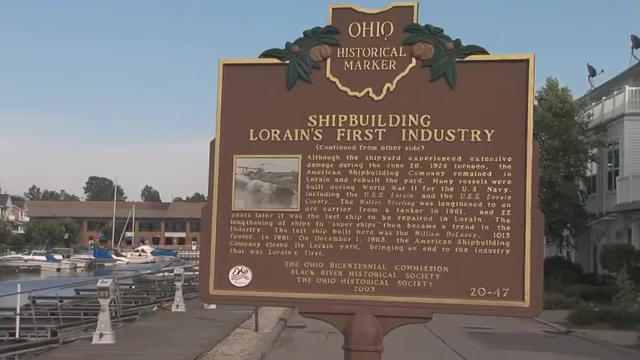 OHIO
HISTORICAL
MARKER
SHIPBUILDING
LORAIN'S FIRST INDUSTRY
(Continued from other side)
Although the shipyard experienced extensive
damage during the June 28, 1924 tornado, the
American Shipbuilding Company remained in
Lorain and rebuilt the yard. Many vessels were
built during World War II for the U.S. Navy,
including the U.S.S. Lorain and the U.S.S. Lorain
County. The Walter Sterling was lengthened to an
ore carrier from a tanker in 1961, and 22
years later it was the last ship to be repaired in Lorain. The
lengthening of ships to "super ships" then became a trend in the
industry. The last ship built here was the William DeLancy, 1013
footer, in 1981. On December 1, 1983, the American Shipbuilding
Company closed its Lorain yard, bringing an end to the industry
that was Lorain's first.
THE OHIO BICENTENNIAL COMMISSION
BLACK RIVER HISTORICAL SOCIETY
THE OHIO HISTORICAL SOCIETY
2003
20-47